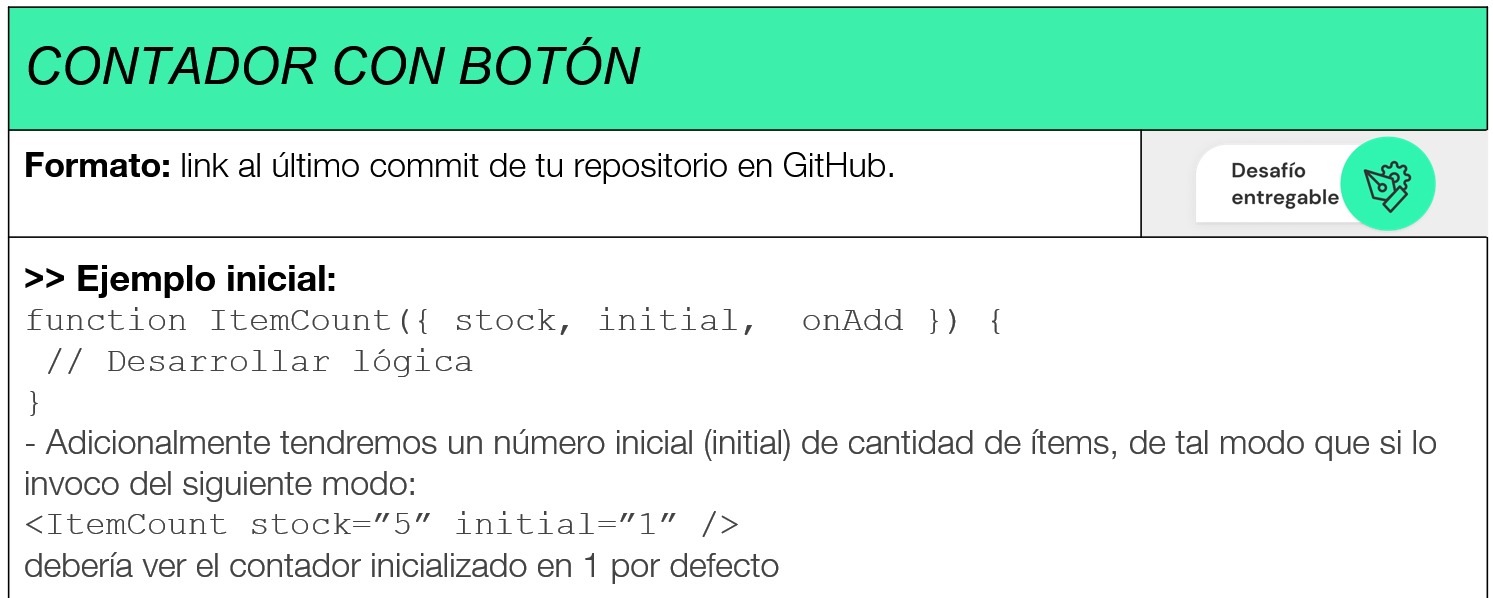 CONTADOR CON BOTÓN
Formato: link al último commit de tu repositorio en GitHub.
Desafío
entregable
>> Ejemplo inicial:
function ItemCount({ stock, initial,  onAdd }) {
 // Desarrollar lógica
}
- Adicionalmente tendremos un número inicial (initial) de cantidad de ítems, de tal modo que si lo
invoco del siguiente modo:
<ItemCount stock=”5” initial=”1” />
debería ver el contador inicializado en 1 por defecto